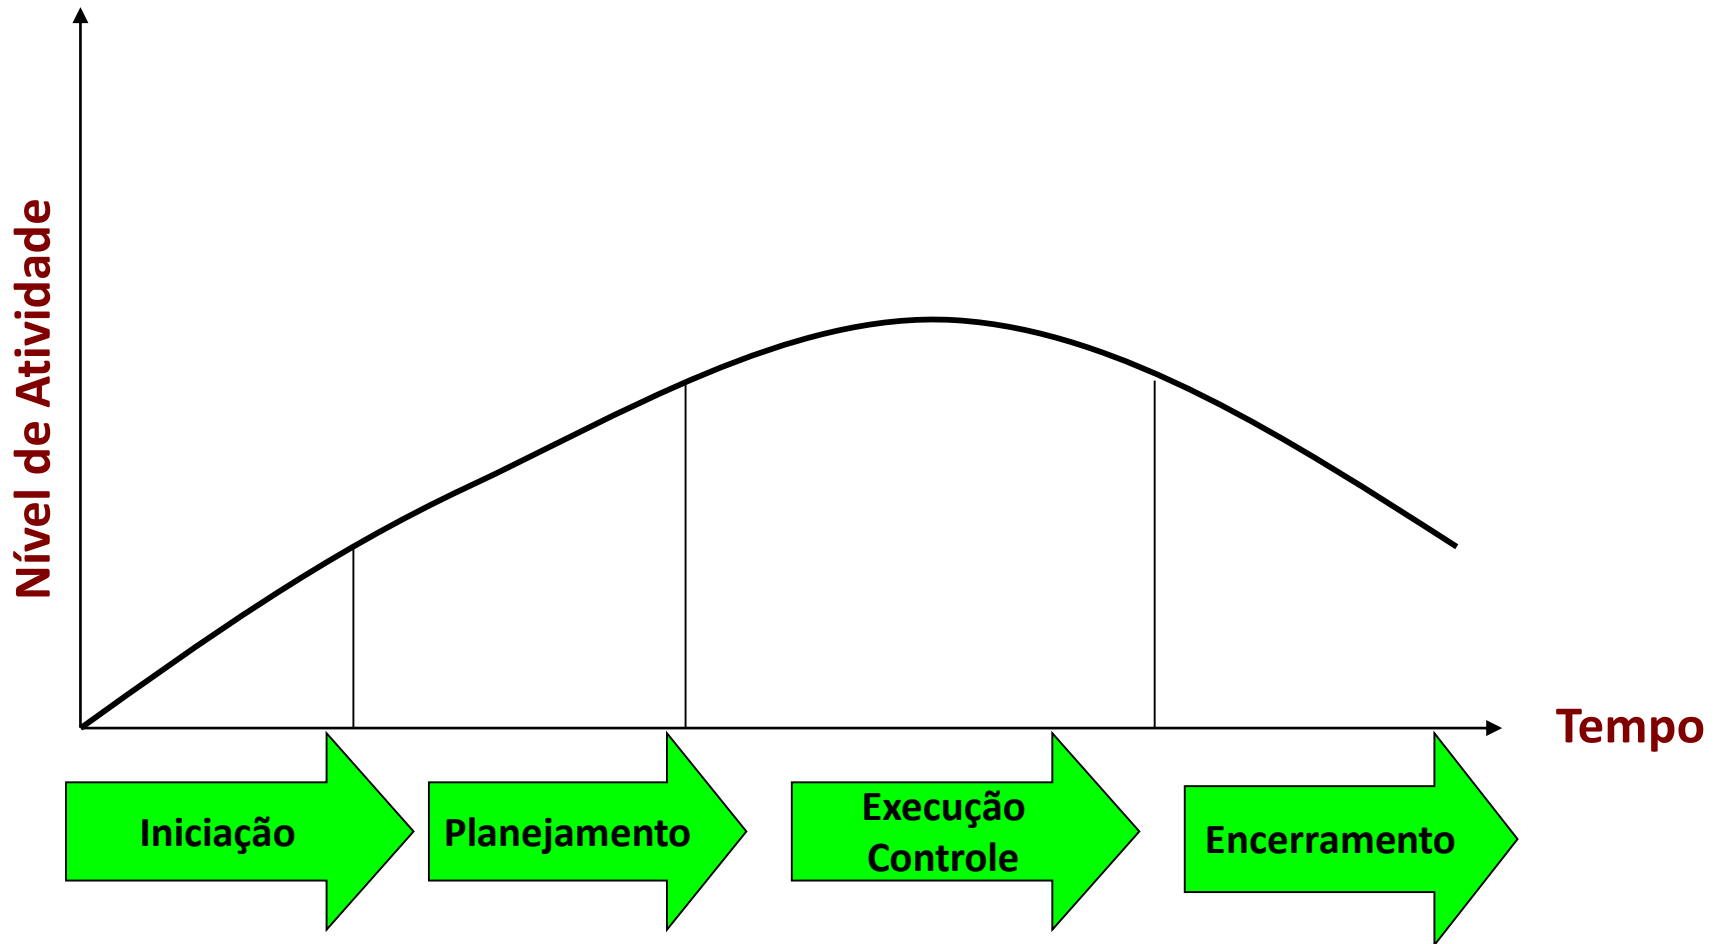 Nível de Atividade
Tempo
Iniciação
Planejamento
Execução
Controle
Encerramento